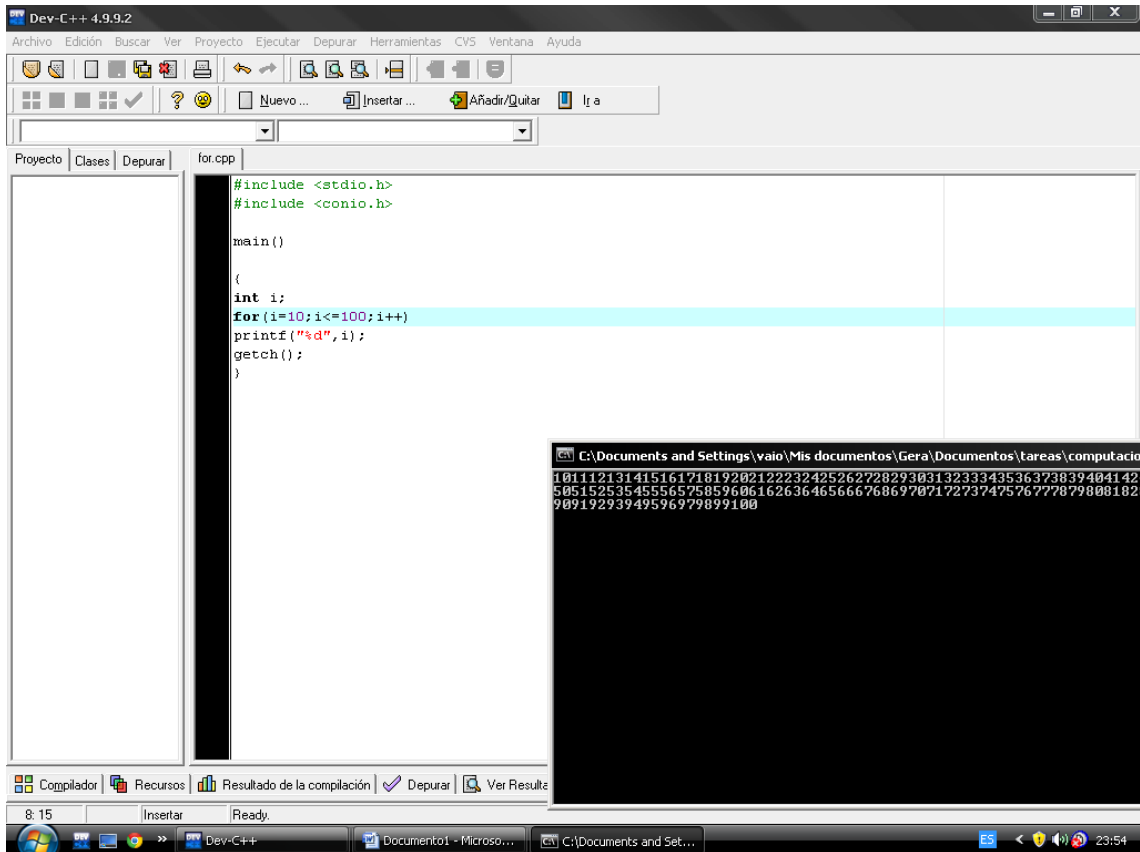 Dev-C++ 4.9.9.2
Archivo Edición Buscar Ver Proyecto Ejecutar Depurar Herramientas CVS Ventana Ayuda
Nuevo ... Insertar ... Añadir/Quitar Ir a
Proyecto Clases Depurar for.cpp
#include <stdio.h>
#include <conio.h>
main()
{
int i;
for(i=10;i<=100;i++)
printf("%d",i);
getch();
}
C:\Documents and Settings\vaio\Mis documentos\Gera\Documentos\tareas\computacio
101112131415161718192021222324252627282930313233343536373839404142
505152535455565758596061626364656667686970717273747576777879808182
90919293949596979899100
Compilador Recursos Resultado de la compilación Depurar Ver Resulta
8: 15 Insertar Ready.
Dev-C++ Documento1 - Microso... C:\Documents and Set... ES 23:54